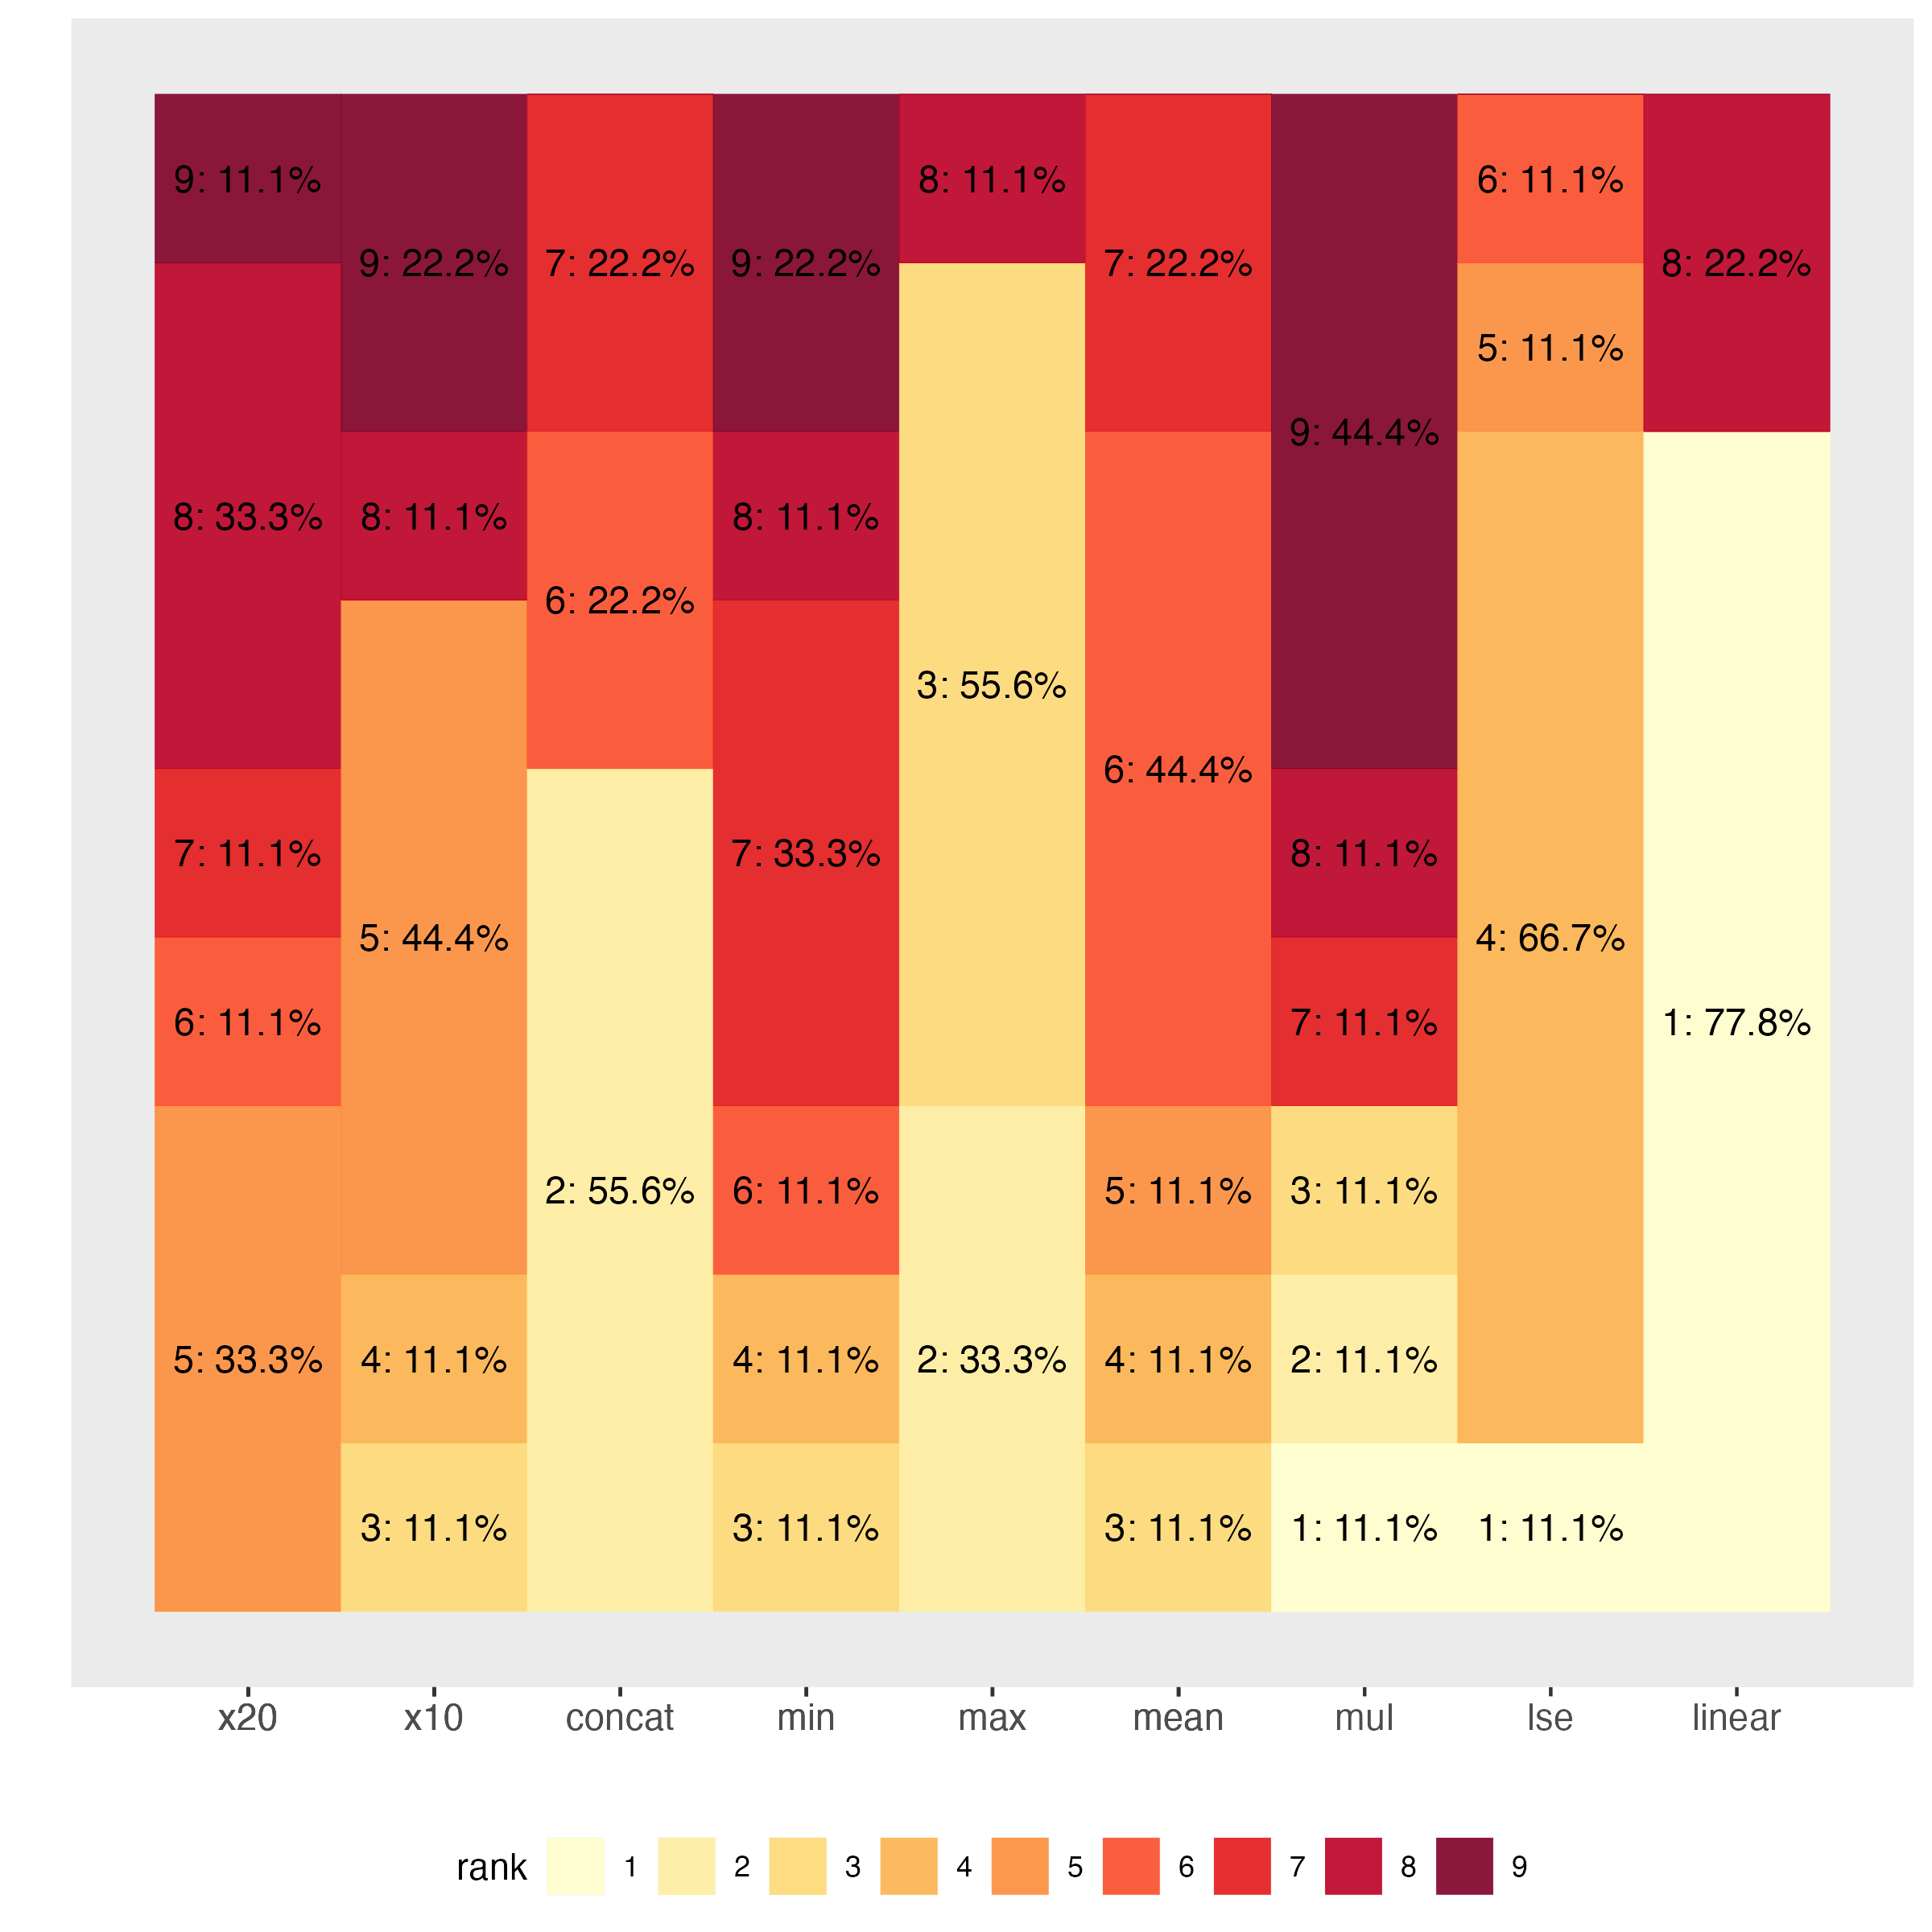 9: 11.1% 8: 11.1% 6: 11.1%
9: 22.2% 7: 22.2% 9: 22.2% 7: 22.2% 8: 22.2%
5: 11.1%
9: 44.4%
8: 33.3% 8: 11.1% 8: 11.1%
6: 22.2%
3: 55.6%
6: 44.4%
7: 11.1% 7: 33.3% 8: 11.1%
5: 44.4% 4: 66.7%
6: 11.1% 7: 11.1% 1: 77.8%
2: 55.6% 6: 11.1% 5: 11.1% 3: 11.1%
5: 33.3% 4: 11.1% 4: 11.1% 2: 33.3% 4: 11.1% 2: 11.1%
3: 11.1% 3: 11.1% 3: 11.1% 1: 11.1% 1: 11.1%
x20 x10 concat min max mean mul lse linear
rank 1 2 3 4 5 6 7 8 9